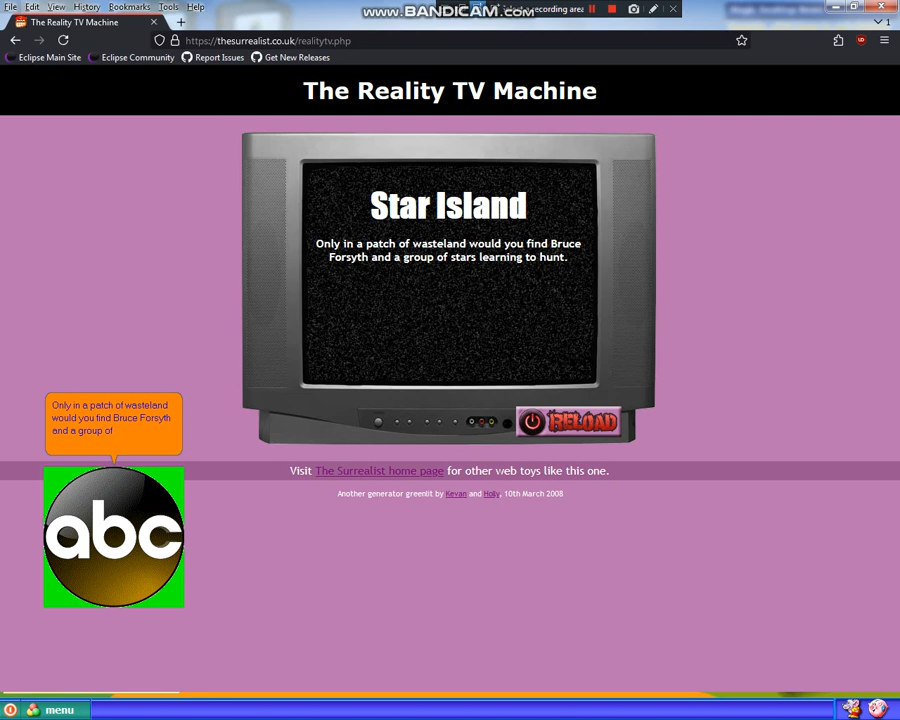 File Edit View History Bookmarks Tools Help
WWW.BANDICAM.COM
recording area
The Reality TV Machine
1
https://thesurrealist.co.uk/realitytv.php
Eclipse Main Site Eclipse Community Report Issues Get New Releases
The Reality TV Machine
Star Island
Only in a patch of wasteland would you find Bruce
Forsyth and a group of stars learning to hunt.
RELOAD
Only in a patch of wasteland
would you find Bruce Forsyth
and a group of
abc
Visit The Surrealist home page for other web toys like this one.
Another generator greenlit by Kevan and Holly, 10th March 2008
menu